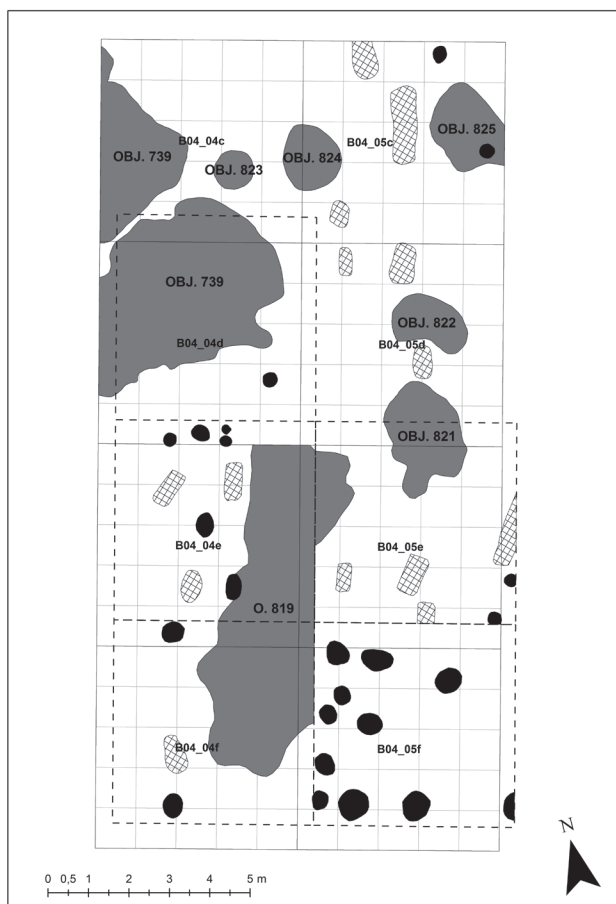 B04_04c
B04_05c
OBJ. 825
OBJ. 739
OBJ. 823
OBJ. 824
OBJ. 739
OBJ. 822
B04_04d
B04_05d
OBJ. 821
B04_04e
B04_05e
O. 819
B04_04f
B04_05f
N
0 0,5 1 2 3 4 5 m